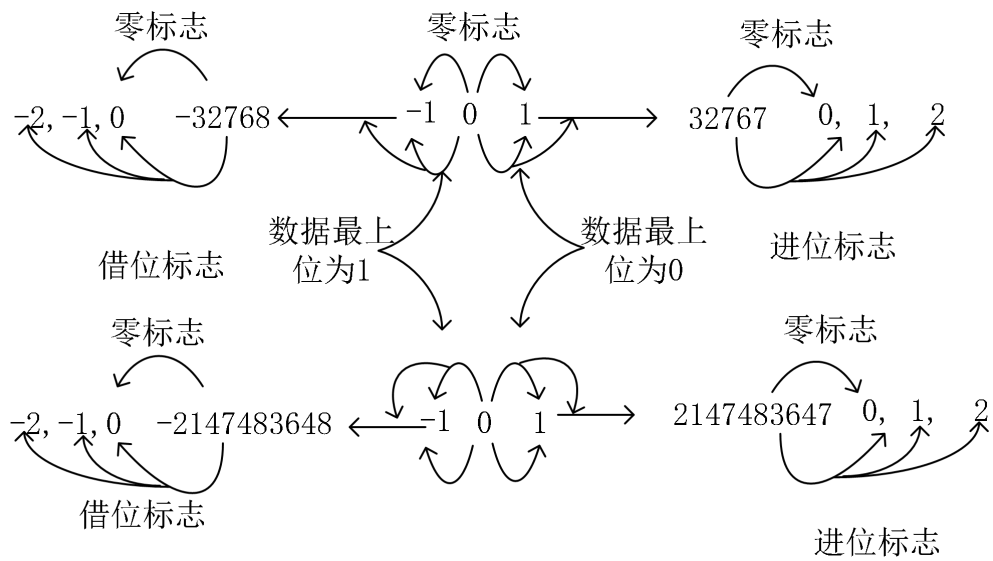 零标志 零标志 零标志
-2,-1,0 -32768 -1 0 1 32767 0, 1, 2
借位标志 数据最上位为1 数据最上位为0 进位标志
零标志 零标志
-2,-1,0 -2147483648 -1 0 1 2147483647 0, 1, 2
借位标志 进位标志